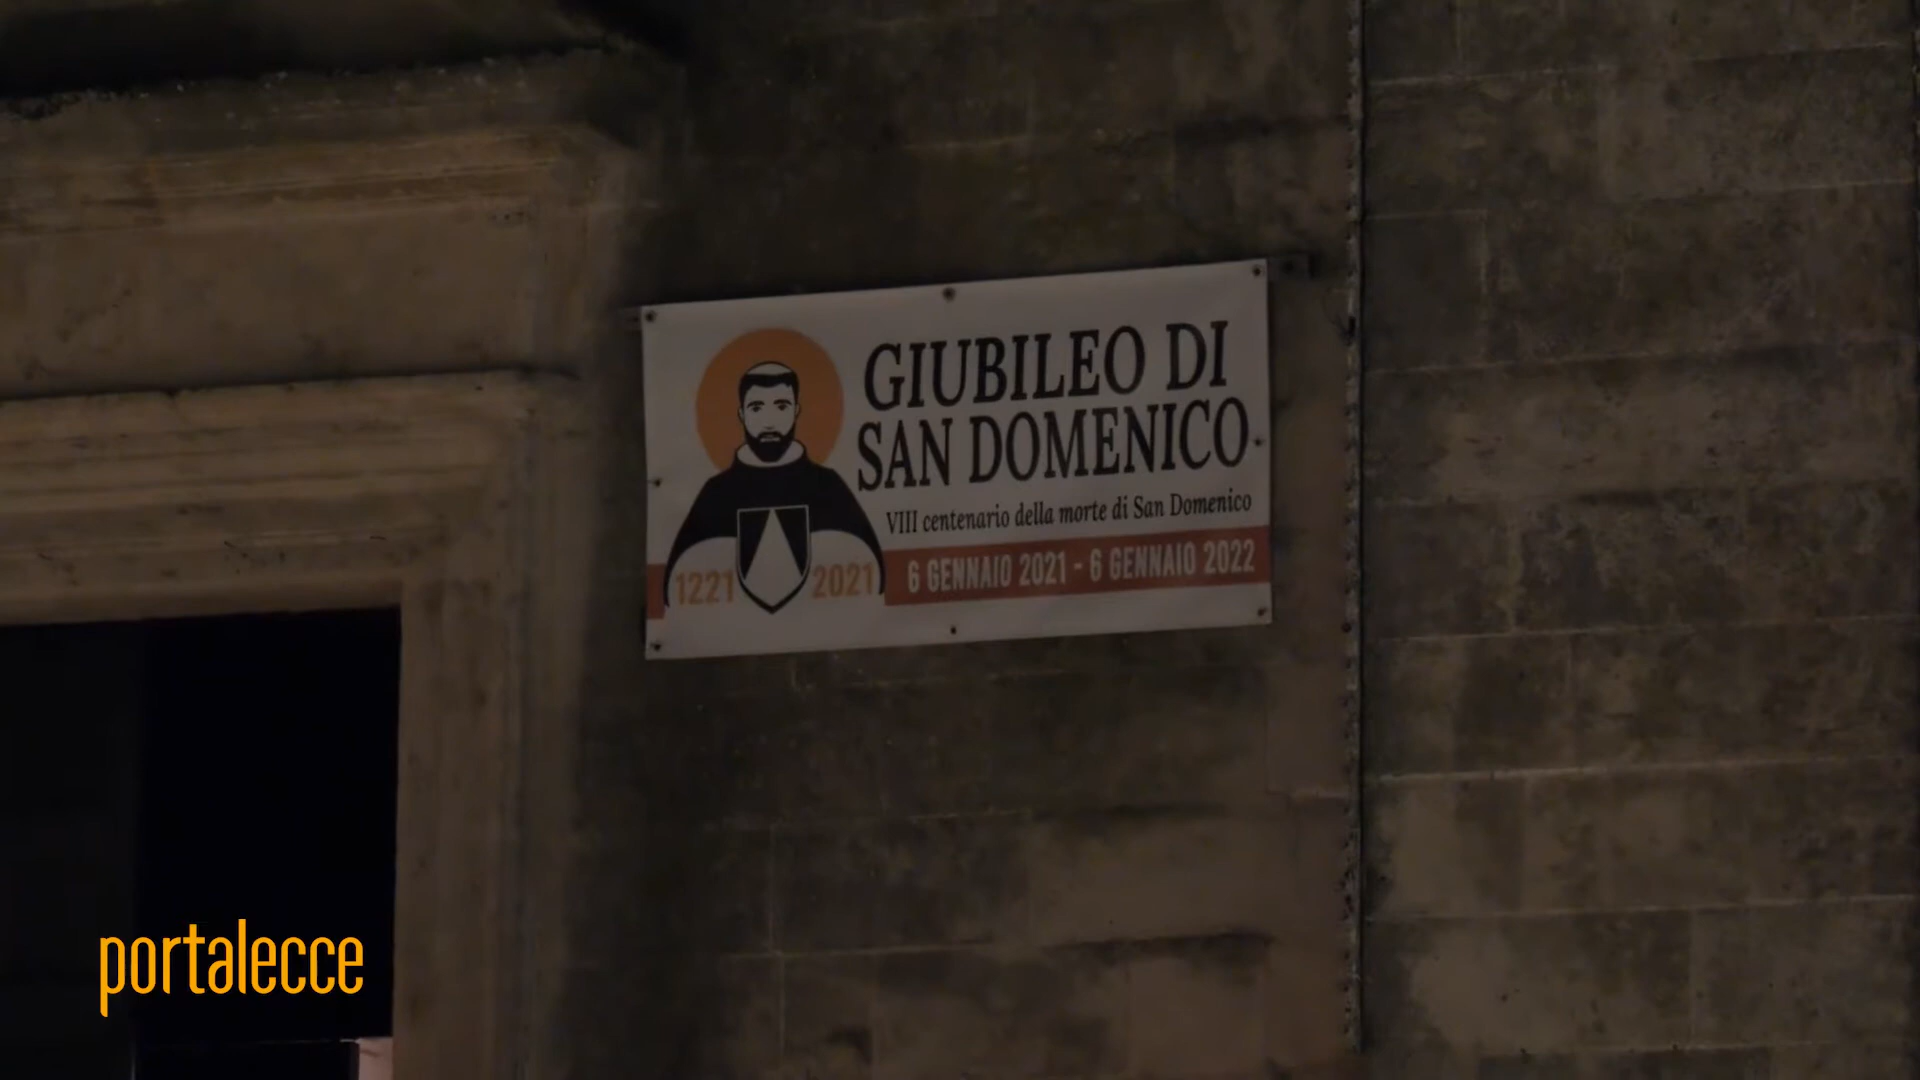 GIUBILEO DI
SAN DOMENICO
VIII centenario della morte di San Domenico
1221 2021 6 GENNAIO 2021 - 6 GENNAIO 2022
portalecce